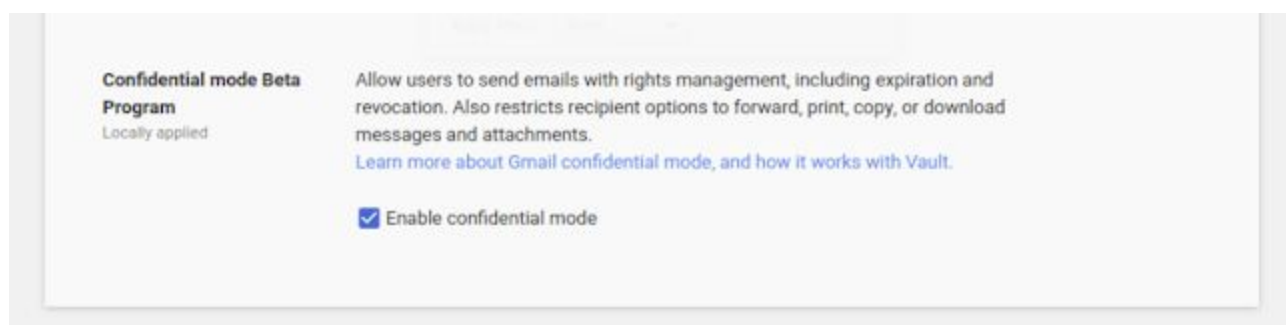 Confidential mode Beta
Program
Locally applied
Allow users to send emails with rights management, including expiration and
revocation. Also restricts recipient options to forward, print, copy, or download
messages and attachments.
Learn more about Gmail confidential mode, and how it works with Vault.
Enable confidential mode